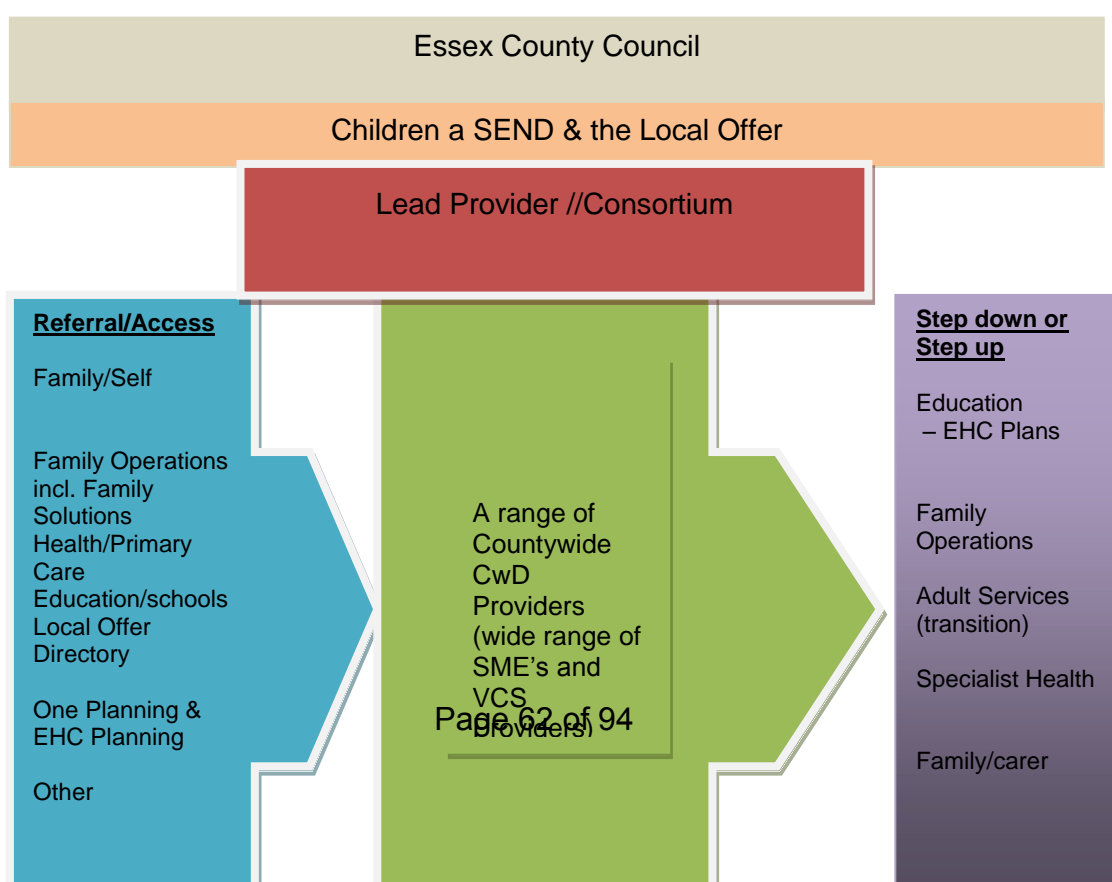 Essex County Council
Children a SEND & the Local Offer
Lead Provider //Consortium
Referral/Access
Family/Self
Family Operations
incl. Family
Solutions
Health/Primary
Care
Education/schools
Local Offer
Directory
One Planning &
EHC Planning
Other
A range of
Countywide
CwD
Providers
(wide range of
SME's and
VCS
Providers)
Page 62 of 94
Step down or
Step up
Education
– EHC Plans
Family
Operations
Adult Services
(transition)
Specialist Health
Family/carer